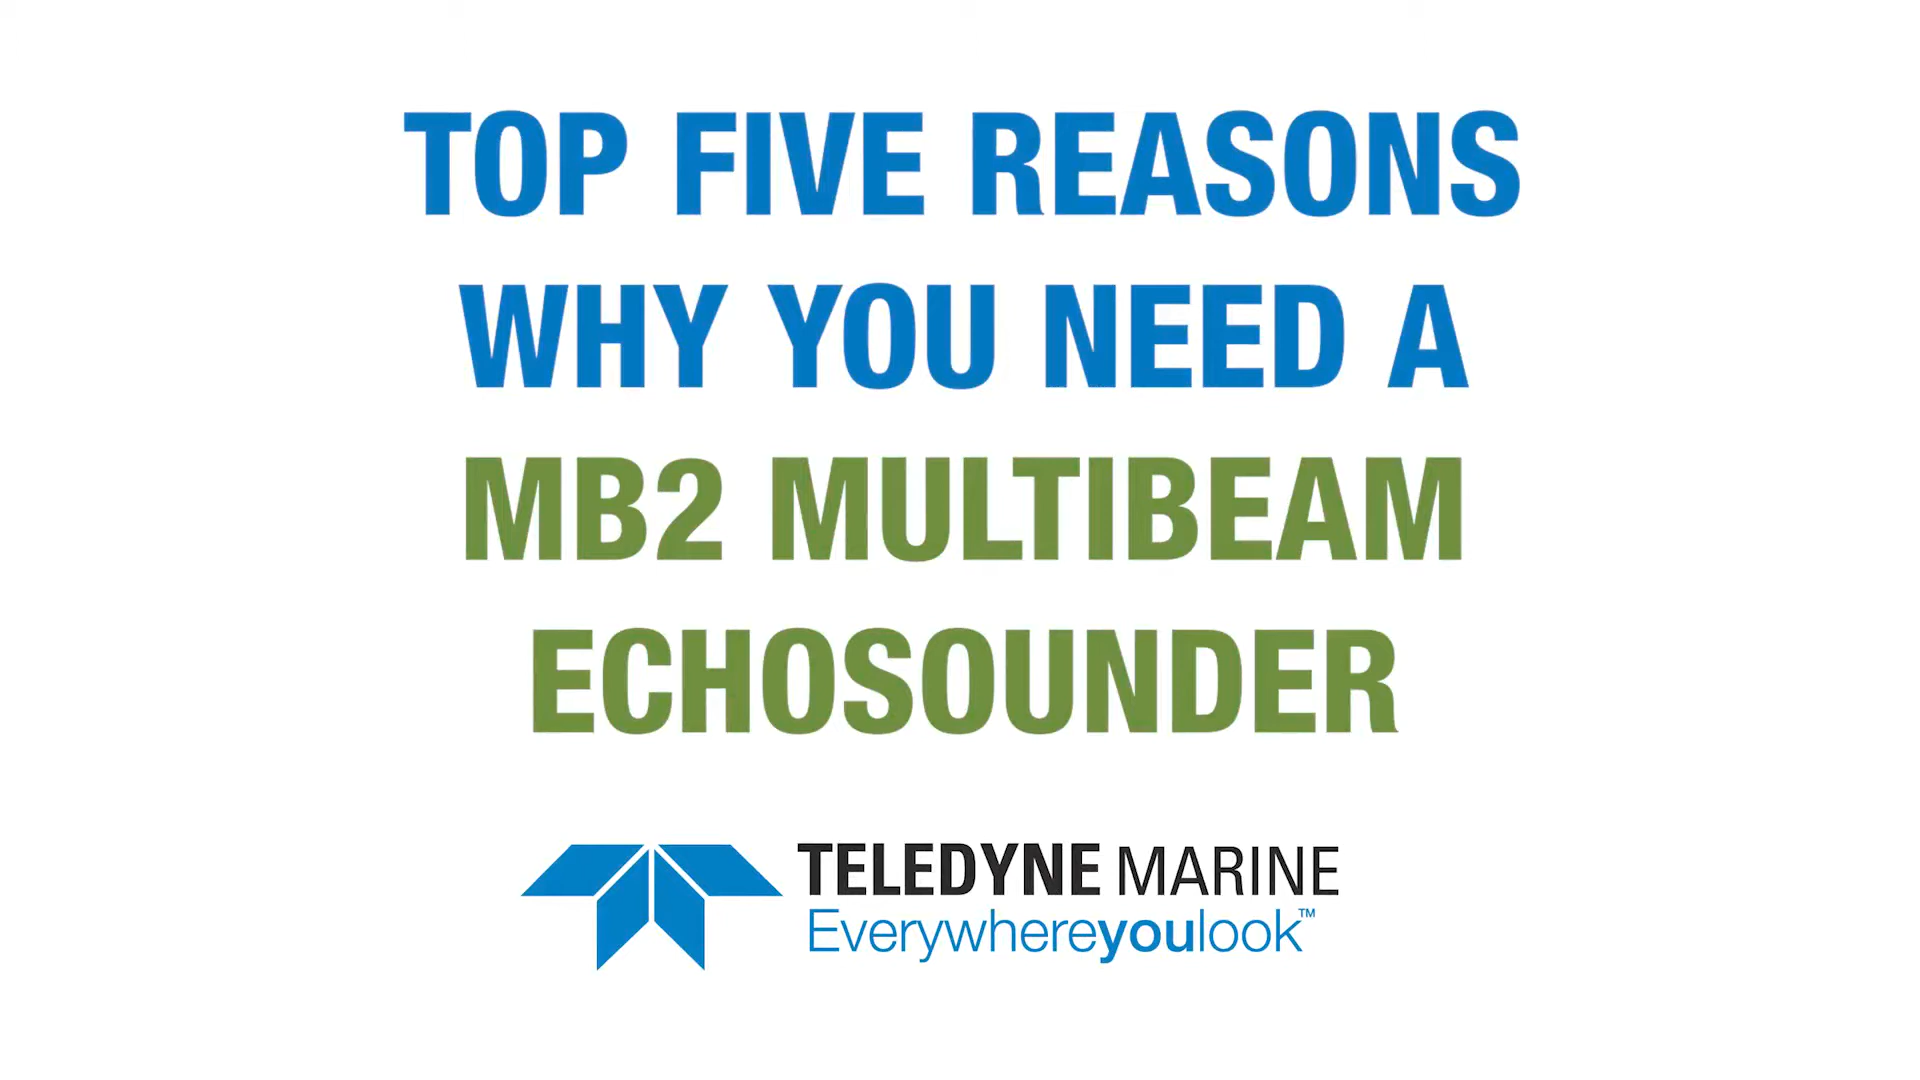 TOP FIVE REASONS
WHY YOU NEED A
MB2 MULTIBEAM
ECHOSOUNDER
TELEDYNE MARINE
Everywhereyoulook™